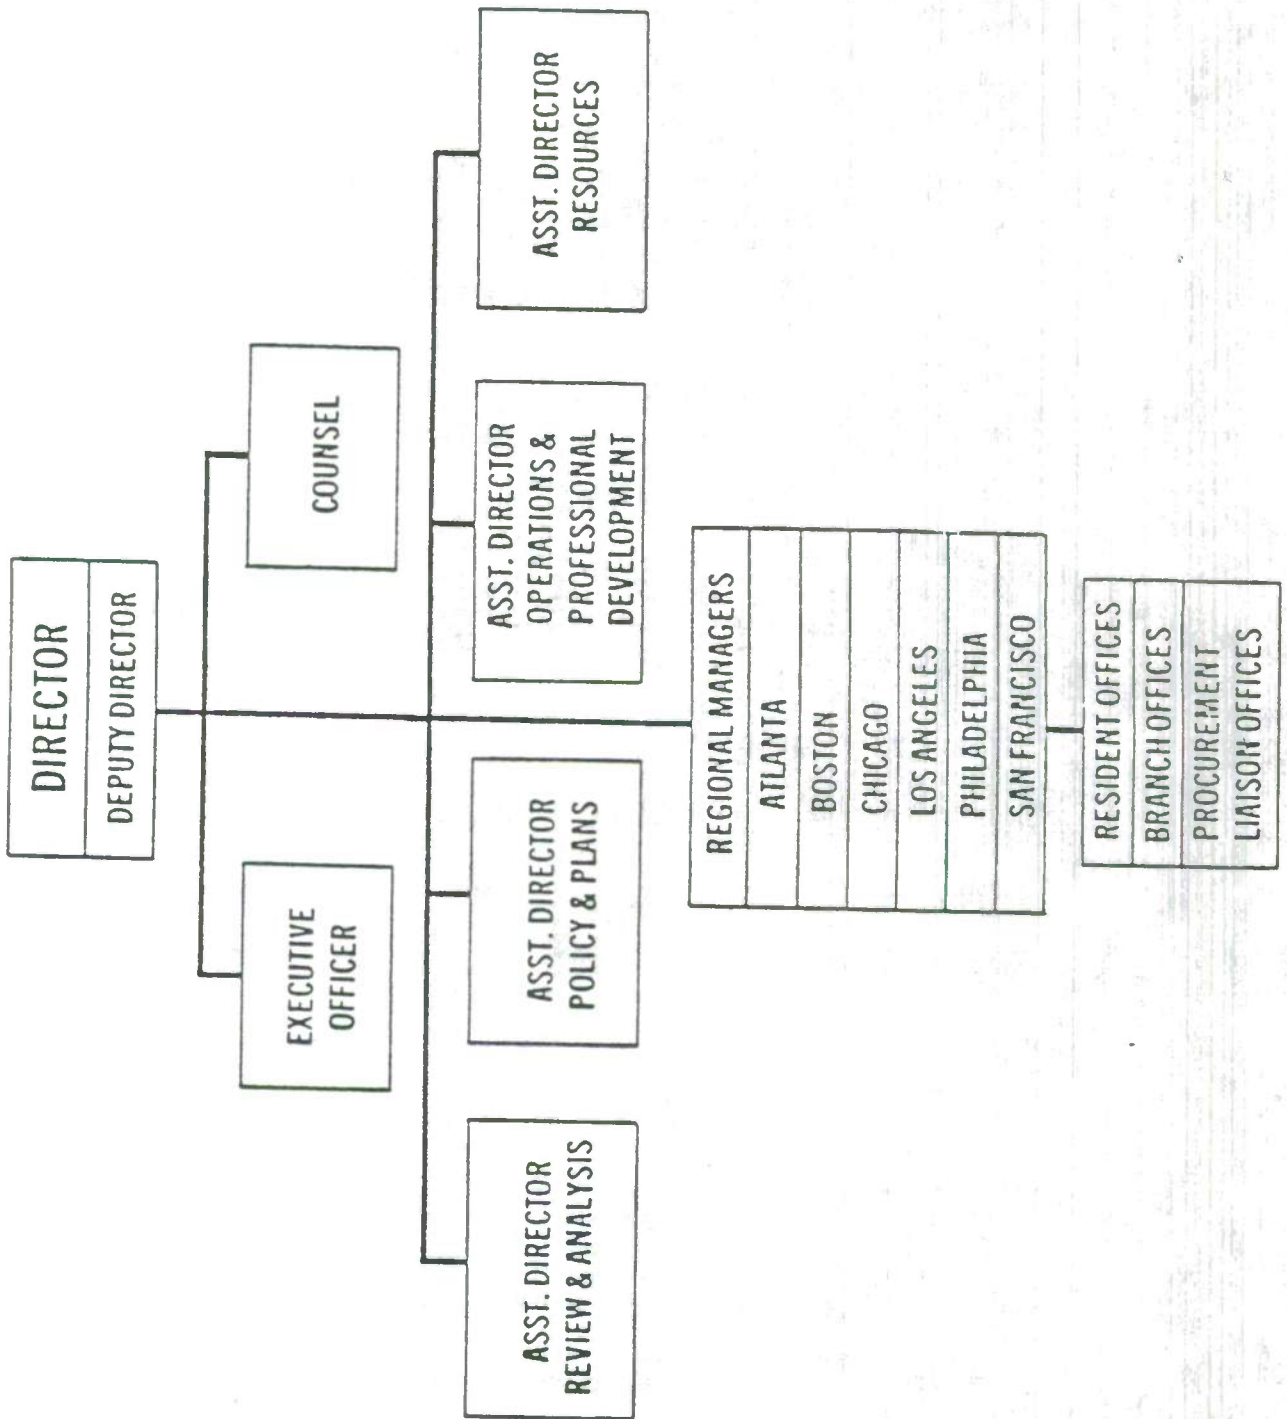 DIRECTOR
DEPUTY DIRECTOR
EXECUTIVE
OFFICER
COUNSEL
ASST. DIRECTOR
REVIEW & ANALYSIS
ASST. DIRECTOR
POLICY & PLANS
ASST. DIRECTOR
OPERATIONS &
PROFESSIONAL
DEVELOPMENT
ASST. DIRECTOR
RESOURCES
REGIONAL MANAGERS
ATLANTA
BOSTON
CHICAGO
LOS ANGELES
PHILADELPHIA
SAN FRANCISCO
RESIDENT OFFICES
BRANCH OFFICES
PROCUREMENT
LIAISON OFFICES